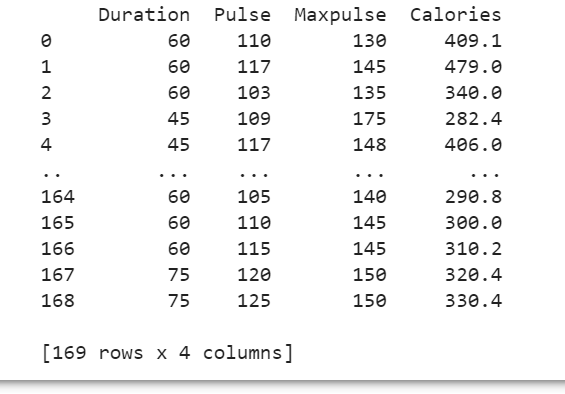 Duration Pulse Maxpulse Calories
0 60 110 130 409.1
1 60 117 145 479.0
2 60 103 135 340.0
3 45 109 175 282.4
4 45 117 148 406.0
.. ... ... ... ...
164 60 105 140 290.8
165 60 110 145 300.0
166 60 115 145 310.2
167 75 120 150 320.4
168 75 125 150 330.4
[169 rows x 4 columns]